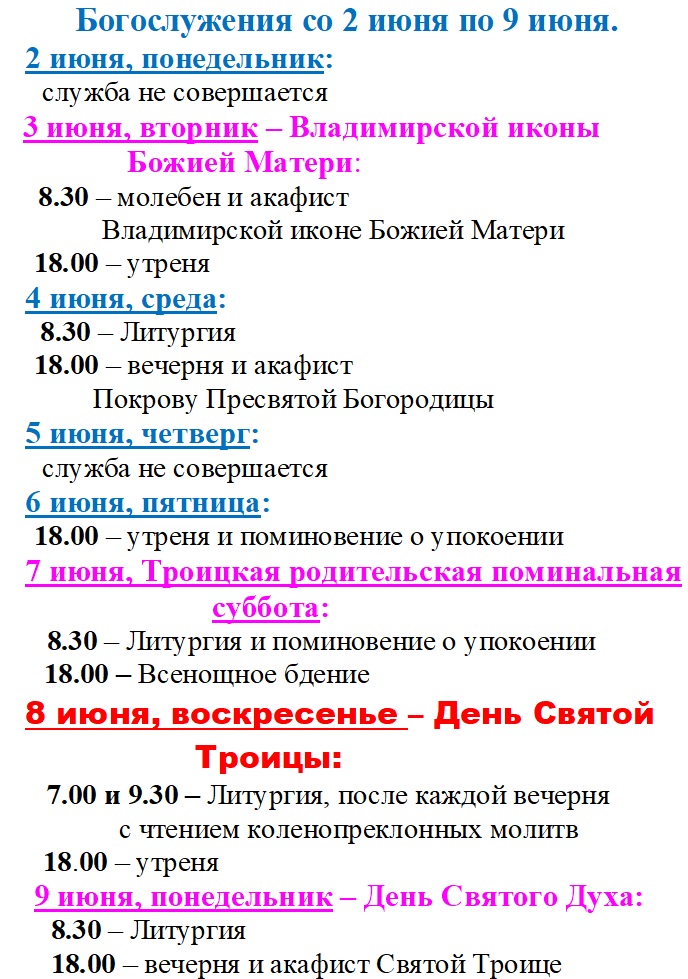 Богослужения со 2 июня по 9 июня.
2 июня, понедельник:
служба не совершается
3 июня, вторник – Владимирской иконы
Божией Матери:
8.30 – молебен и акафист
Владимирской иконе Божией Матери
18.00 – утреня
4 июня, среда:
8.30 – Литургия
18.00 – вечерня и акафист
Покрову Пресвятой Богородицы
5 июня, четверг:
служба не совершается
6 июня, пятница:
18.00 – утреня и поминовение о упокоении
7 июня, Троицкая родительская поминальная
суббота:
8.30 – Литургия и поминовение о упокоении
18.00 – Всенощное бдение
8 июня, воскресенье – День Святой
Троицы:
7.00 и 9.30 – Литургия, после каждой вечерня
с чтением коленопреклонных молитв
18.00 – утреня
9 июня, понедельник – День Святого Духа:
8.30 – Литургия
18.00 – вечерня и акафист Святой Троице